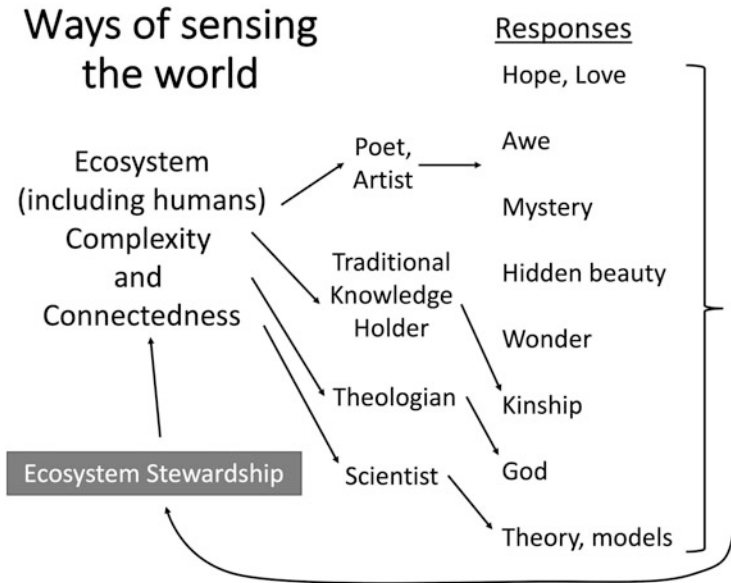 Ways of sensing
the world
Ecosystem
(including humans)
Complexity
and
Connectedness
Ecosystem Stewardship
Poet,
Artist
Traditional
Knowledge
Holder
Theologian
Scientist
Responses
Hope, Love
Awe
Mystery
Hidden beauty
Wonder
Kinship
God
Theory, models